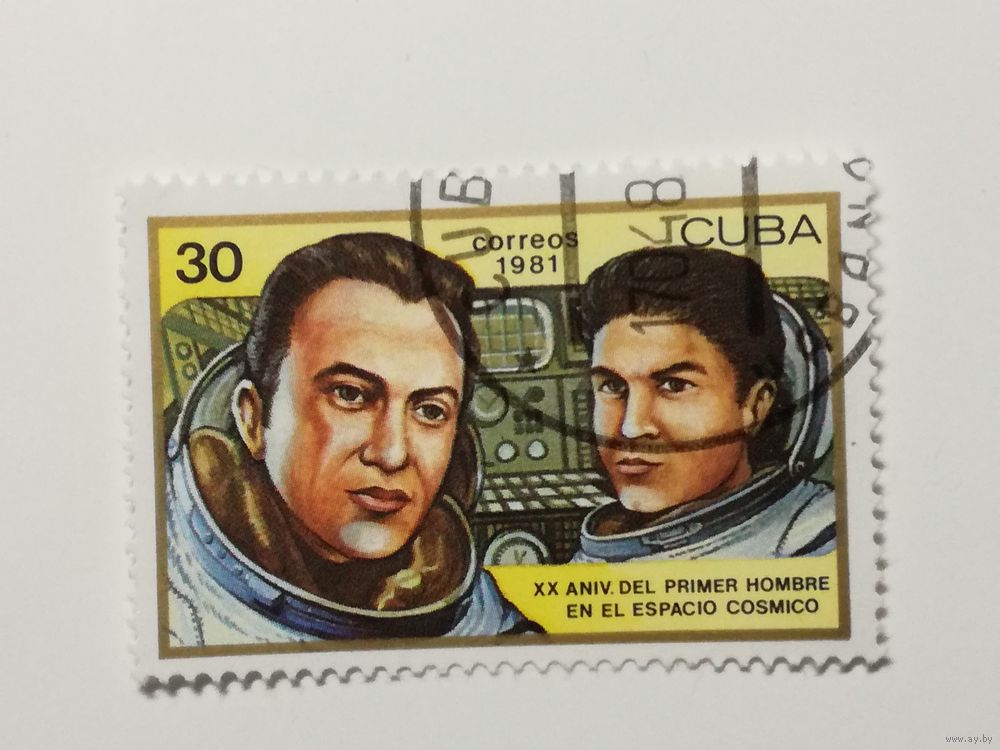 30
correos
1981
CUBA
XX ANIV. DEL PRIMER HOMBRE
EN EL ESPACIO COSMICO
www.ay.by